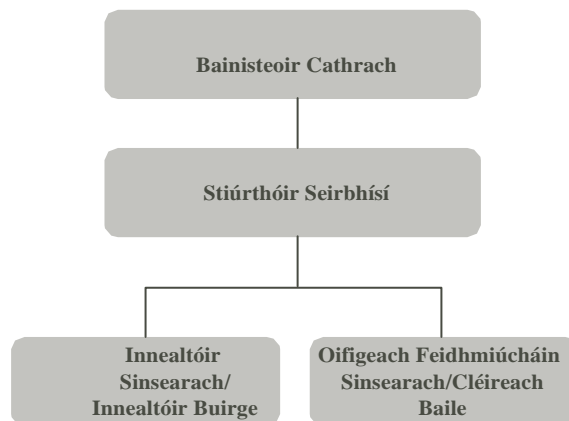 Bainisteoir Cathrach
Stiúrthóir Seirbhísí
Innealtóir
Sinsearach/
Innealtóir Buirge
Oifigeach Feidhmiúcháin
Sinsearach/Cléireach
Baile